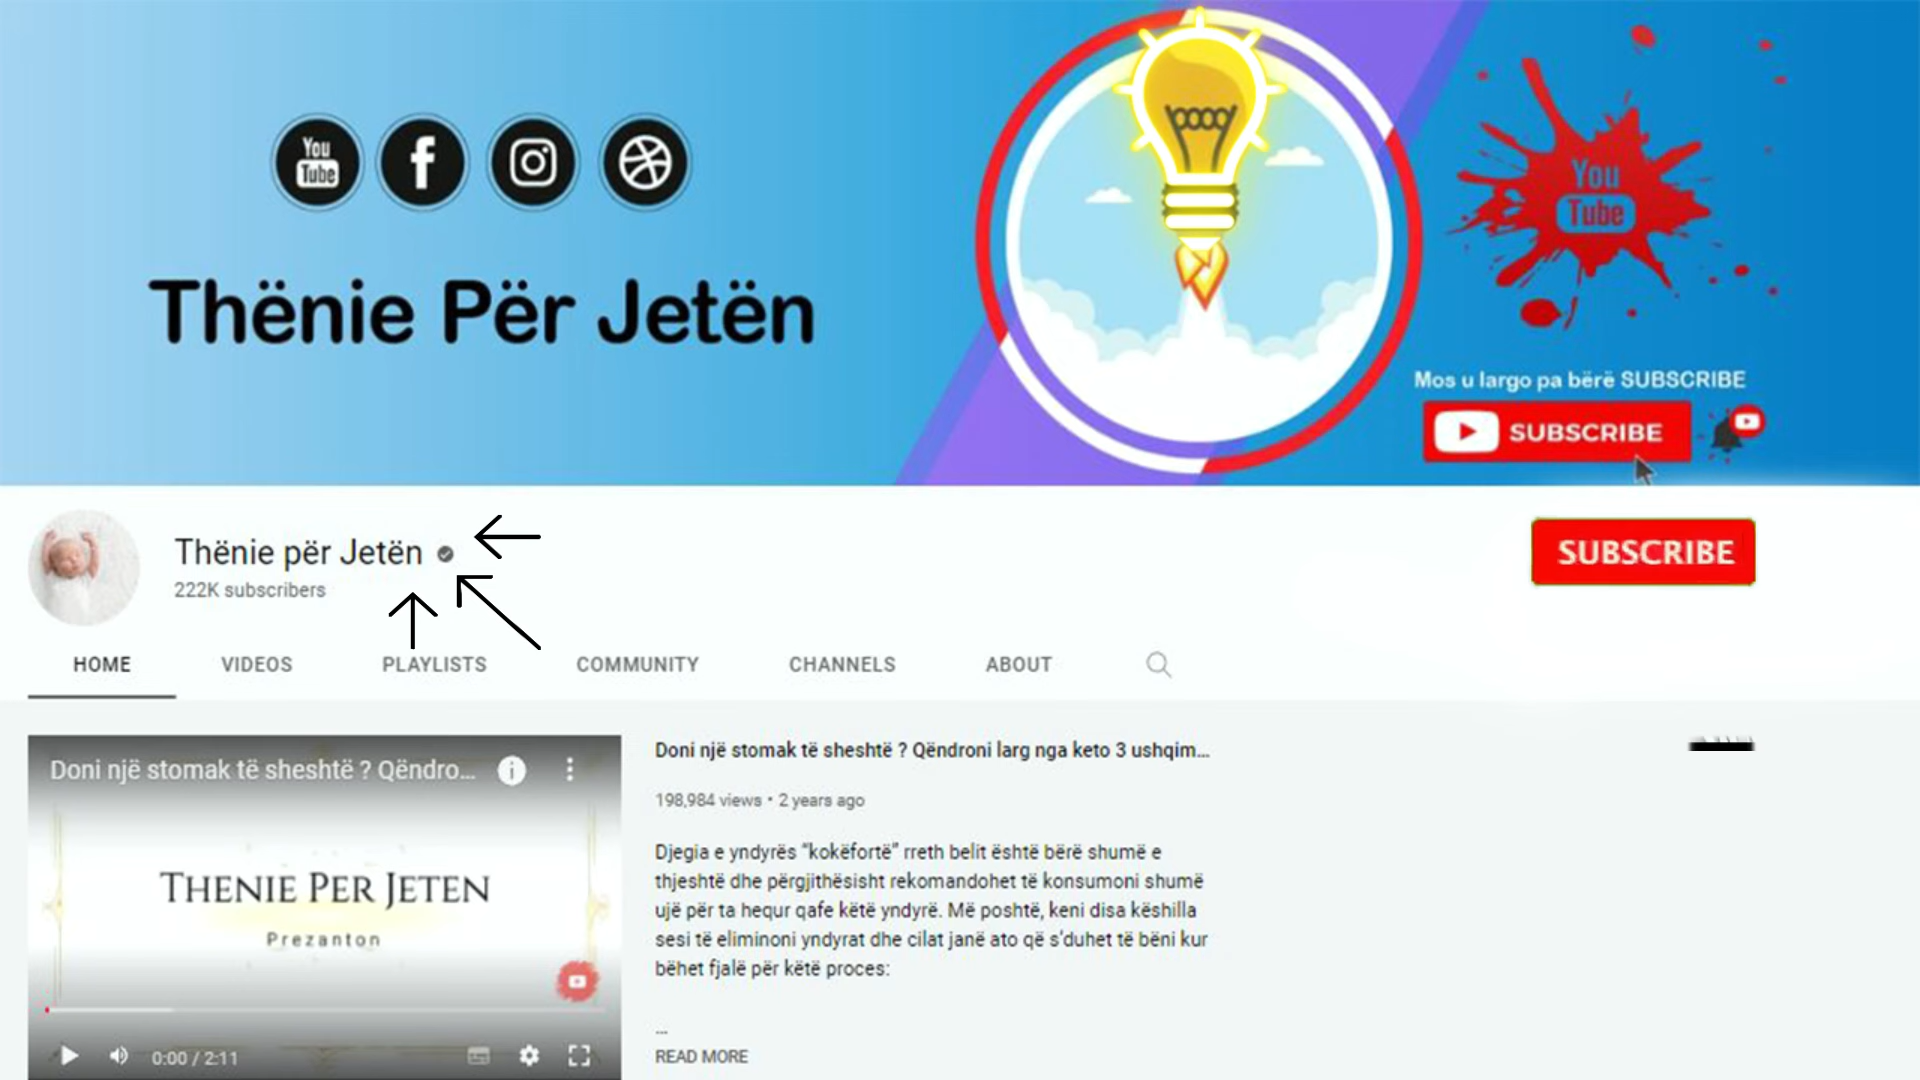 You
Tube
Thënie Për Jetën
You
Tube
Mos u largo pa bërë SUBSCRIBE
SUBSCRIBE
Thënie për Jetën
222K subscribers
SUBSCRIBE
HOME VIDEOS PLAYLISTS COMMUNITY CHANNELS ABOUT
Doni një stomak të sheshtë ? Qëndro...
THENIE PER JETEN
Prezanton
0:00 / 2:11
Doni një stomak të sheshtë ? Qëndroni larg nga keto 3 ushqim...
198,984 views • 2 years ago
Djegia e yndyrës “kokëfortë” rreth belit është bërë shumë e
thjeshtë dhe përgjithësisht rekomandohet të konsumoni shumë
ujë për ta hequr qafe këtë yndyrë. Më poshtë, keni disa këshilla
sesi të eliminoni yndyrat dhe cilat janë ato që s’duhet të bëni kur
bëhet fjalë për këtë proces:
...
READ MORE